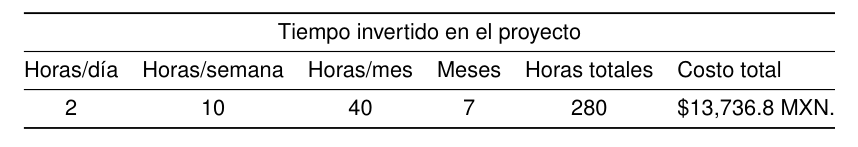 Tiempo invertido en el proyecto
Horas/día Horas/semana Horas/mes Meses Horas totales Costo total
2 10 40 7 280 $13,736.8 MXN.